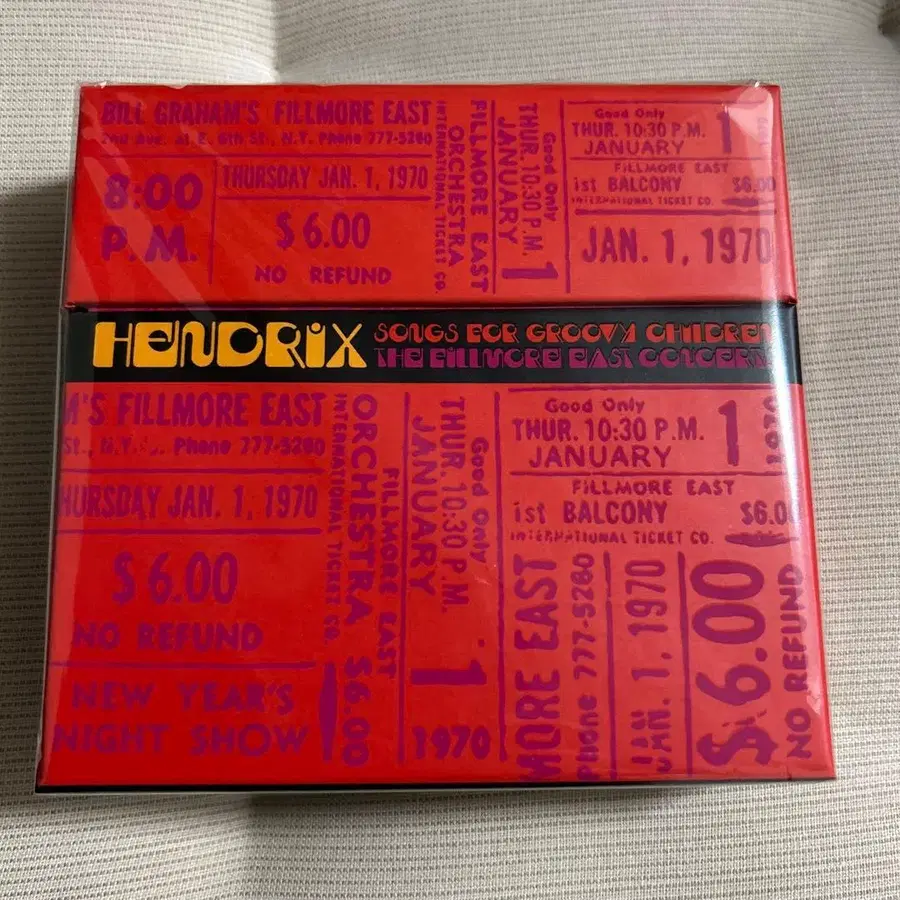 BILL GRAHAM'S FILLMORE EAST
2nd Ave. at E. 6th St., N.Y. Phone 777-5280
8:00
P.M.
THURSDAY JAN. 1, 1970
$6.00
NO REFUND
INTERNATIONAL TICKET CO.
ORCHESTRA
FILLMORE EAST
JANUARY
THUR. 10:30 P.M.
Good Only
1
Good Only
THUR. 10:30 P.M.
JANUARY
1
FILLMORE EAST
1st BALCONY $6.00
INTERNATIONAL TICKET CO.
JAN. 1, 1970
HENDRIX
SONGS FOR GROOVY CHILDREN
THE FILLMORE EAST CONCERTS
M'S FILLMORE EAST
St., N.Y. Phone 777-5280
HURSDAY JAN. 1, 1970
$6.00
NO REFUND
NEW YEAR'S
NIGHT SHOW
INTERNATIONAL TICKET CO.
ORCHESTRA $6.00
FILLMORE EAST
JANUARY
THUR. 10:30 P.M.
Good Only
1
1970
Good Only
THUR. 10:30 P.M.
JANUARY
1
1970
FILLMORE EAST
1st BALCONY $6.00
INTERNATIONAL TICKET CO.
MORE EAST
Phone 777-5280
JAN. 1, 1970
$6.00
NO REFUND